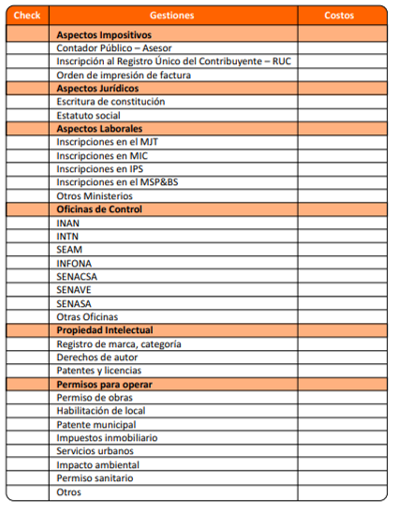 Check Gestiones Costos
Aspectos Impositivos
Contador Público – Asesor
Inscripción al Registro Único del Contribuyente – RUC
Orden de impresión de factura
Aspectos Jurídicos
Escritura de constitución
Estatuto social
Aspectos Laborales
Inscripciones en el MJT
Inscripciones en MIC
Inscripciones en IPS
Inscripciones en el MSP&BS
Otros Ministerios
Oficinas de Control
INAN
INTN
SEAM
INFONA
SENACSA
SENAVE
SENASA
Otras Oficinas
Propiedad Intelectual
Registro de marca, categoría
Derechos de autor
Patentes y licencias
Permisos para operar
Permiso de obras
Habilitación de local
Patente municipal
Impuestos inmobiliario
Servicios urbanos
Impacto ambiental
Permiso sanitario
Otros